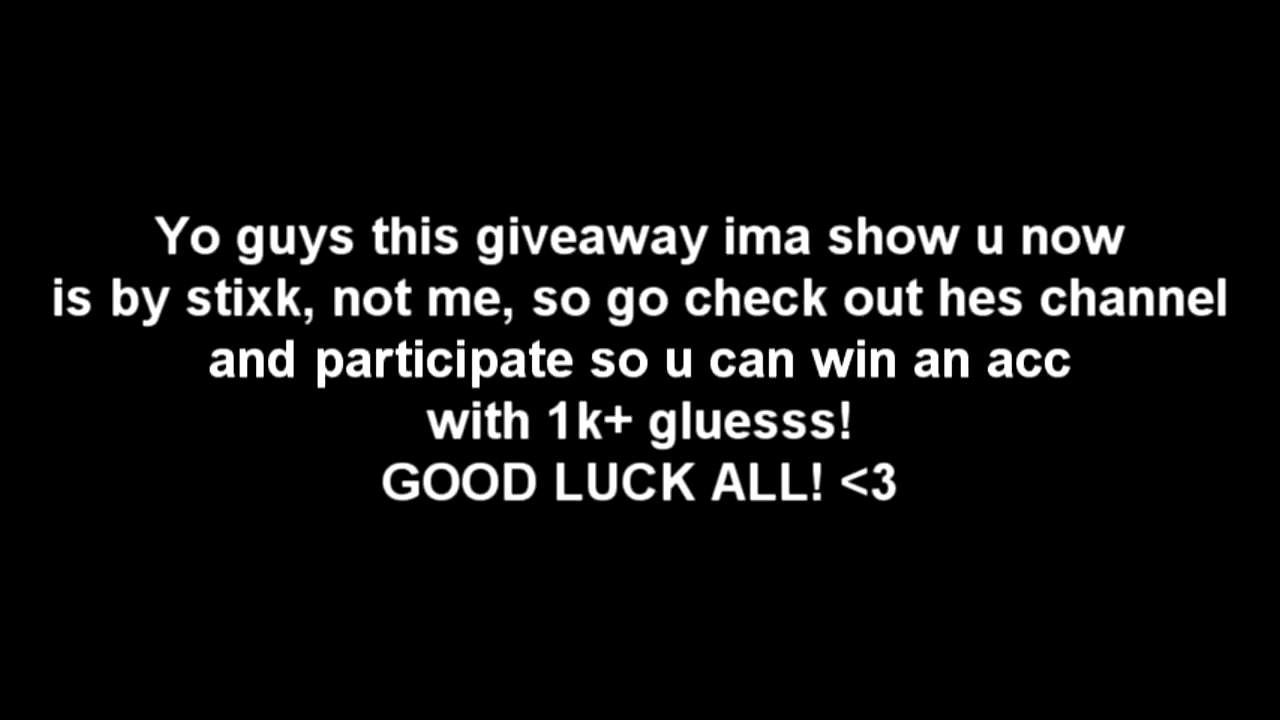 Yo guys this giveaway ima show u now
is by stixk, not me, so go check out hes channel
and participate so u can win an acc
with 1k+ gluesss!
GOOD LUCK ALL! <3